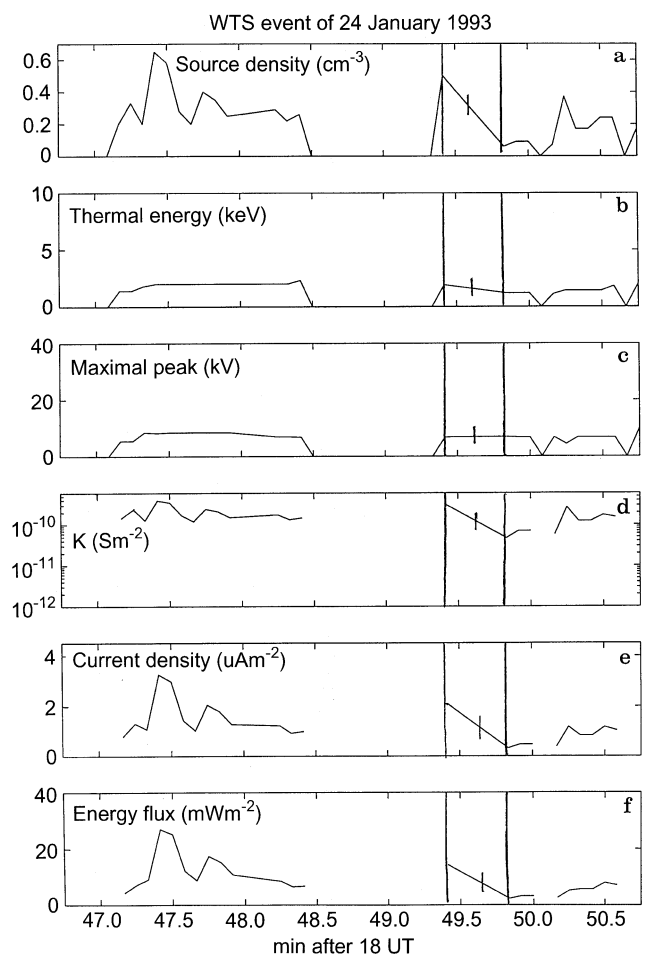 WTS event of 24 January 1993
0.6
Source density (cm-3)
a
0.4
0.2
0
10
Thermal energy (keV)
b
5
0
40
Maximal peak (kV)
c
20
0
10-10
K (Sm-2)
d
10-11
10-12
4
Current density (uAm-2)
e
2
0
40
Energy flux (mWm-2)
f
20
0
47.0 47.5 48.0 48.5 49.0 49.5 50.0 50.5
min after 18 UT